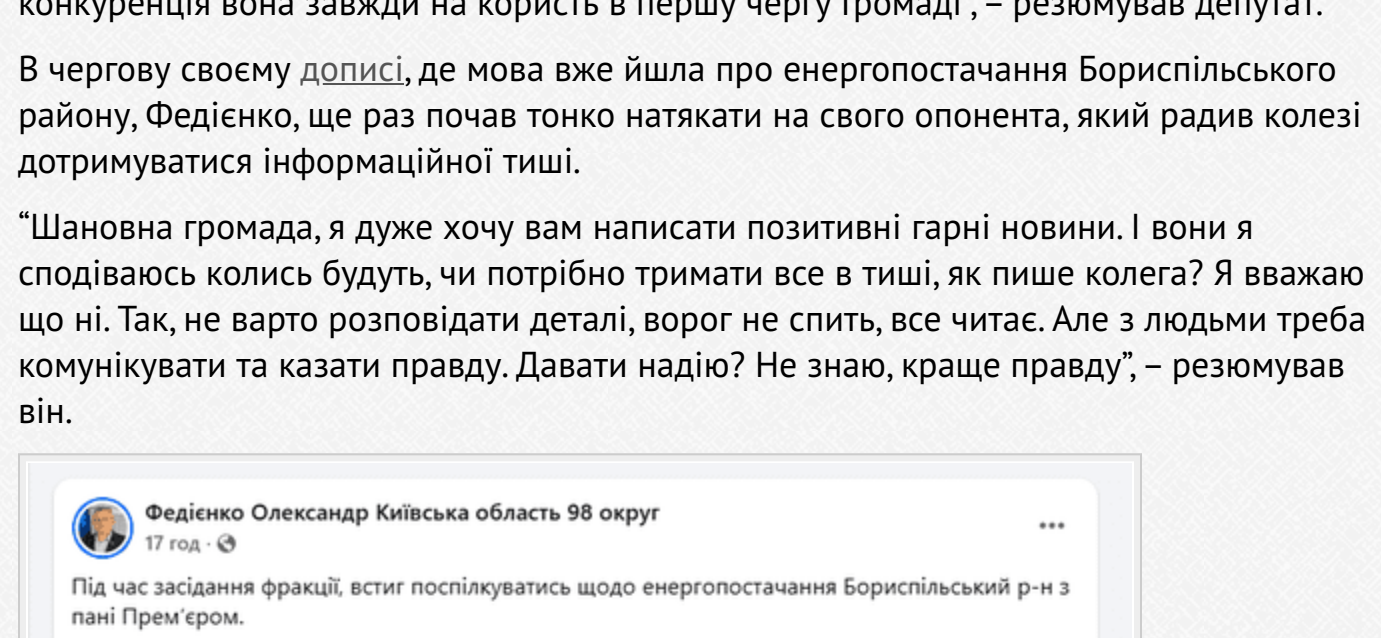 конкуренція вона завжди на користь в першу чергу громаді”, – резюмував депутат.
В чергову своєму дописі, де мова вже йшла про енергопостачання Бориспільського
району, Федієнко, ще раз почав тонко натякати на свого опонента, який радив колезі
дотримуватися інформаційної тиші.
“Шановна громада, я дуже хочу вам написати позитивні гарні новини. І вони я
сподіваюсь колись будуть, чи потрібно тримати все в тиші, як пише колега? Я вважаю
що ні. Так, не варто розповідати деталі, ворог не спить, все читає. Але з людьми треба
комунікувати та казати правду. Давати надію? Не знаю, краще правду”, – резюмував
він.
Федієнко Олександр Київська область 98 округ
17 год ·
Під час засідання фракції, встиг поспілкуватись щодо енергопостачання Бориспільський р-н з
пані Прем’єром.